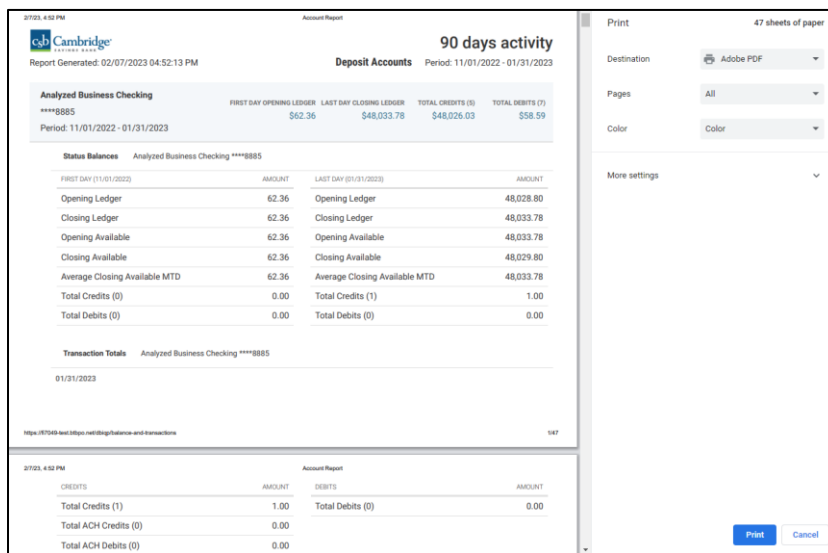 2/7/23, 4:52 PM Account Report
csb Cambridge
SAVINGS BANK
90 days activity
Report Generated: 02/07/2023 04:52:13 PM Deposit Accounts Period: 11/01/2022 - 01/31/2023
Analyzed Business Checking
****8885
Period: 11/01/2022 - 01/31/2023
FIRST DAY OPENING LEDGER LAST DAY CLOSING LEDGER TOTAL CREDITS (5) TOTAL DEBITS (7)
$62.36 $48,033.78 $48,026.03 $58.59
Status Balances Analyzed Business Checking ****8885
FIRST DAY (11/01/2022) AMOUNT LAST DAY (01/31/2023) AMOUNT
Opening Ledger 62.36 Opening Ledger 48,028.80
Closing Ledger 62.36 Closing Ledger 48,033.78
Opening Available 62.36 Opening Available 48,033.78
Closing Available 62.36 Closing Available 48,029.80
Average Closing Available MTD 62.36 Average Closing Available MTD 48,033.78
Total Credits (0) 0.00 Total Credits (1) 1.00
Total Debits (0) 0.00 Total Debits (0) 0.00
Transaction Totals Analyzed Business Checking ****8885
01/31/2023
https://fi7049-test.btbpo.net/dbiqp/balance-and-transactions 1/47
2/7/23, 4:52 PM Account Report
CREDITS AMOUNT DEBITS AMOUNT
Total Credits (1) 1.00 Total Debits (0) 0.00
Total ACH Credits (0) 0.00
Total ACH Debits (0) 0.00
Print 47 sheets of paper
Destination Adobe PDF
Pages All
Color Color
More settings
Print Cancel